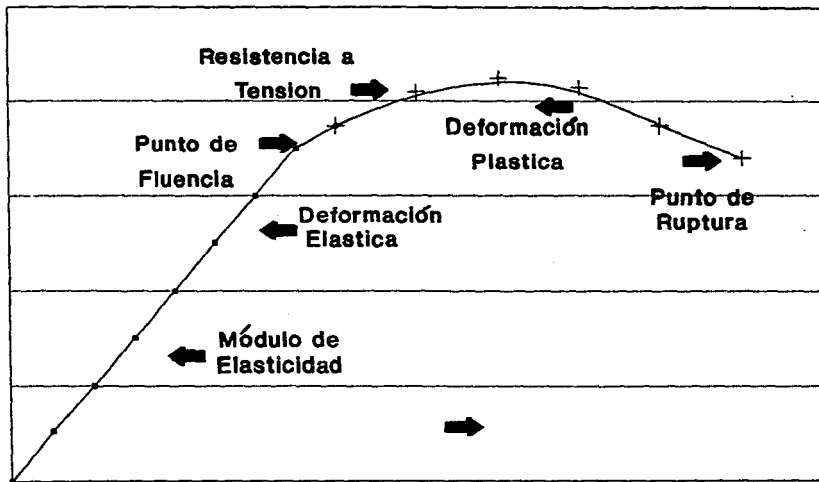 Resistencia a
Tension
Punto de
Fluencia
Deformación
Plastica
Punto de
Ruptura
Deformación
Elastica
Módulo de
Elasticidad